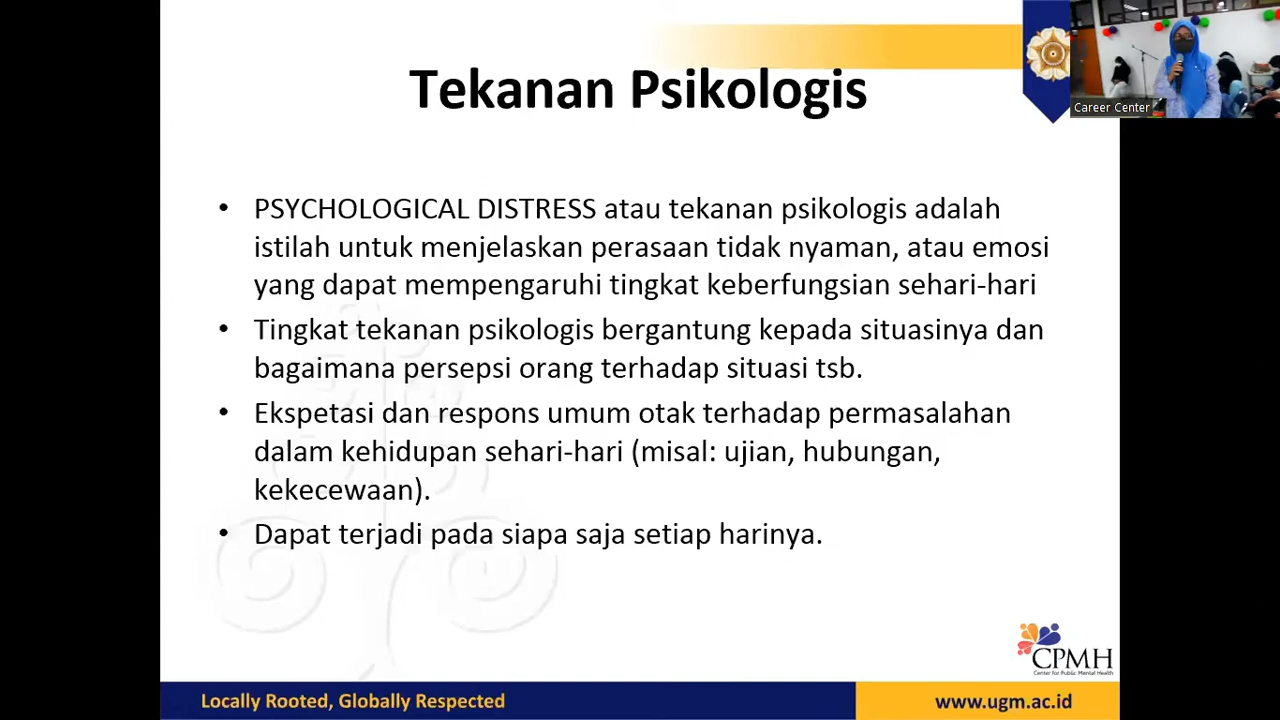 Tekanan Psikologis
Career Center
• PSYCHOLOGICAL DISTRESS atau tekanan psikologis adalah
istilah untuk menjelaskan perasaan tidak nyaman, atau emosi
yang dapat mempengaruhi tingkat keberfungsian sehari-hari
• Tingkat tekanan psikologis bergantung kepada situasinya dan
bagaimana persepsi orang terhadap situasi tsb.
• Ekspetasi dan respons umum otak terhadap permasalahan
dalam kehidupan sehari-hari (misal: ujian, hubungan,
kekecewaan).
• Dapat terjadi pada siapa saja setiap harinya.
CPMH
Center for Public Mental Health
Locally Rooted, Globally Respected
www.ugm.ac.id